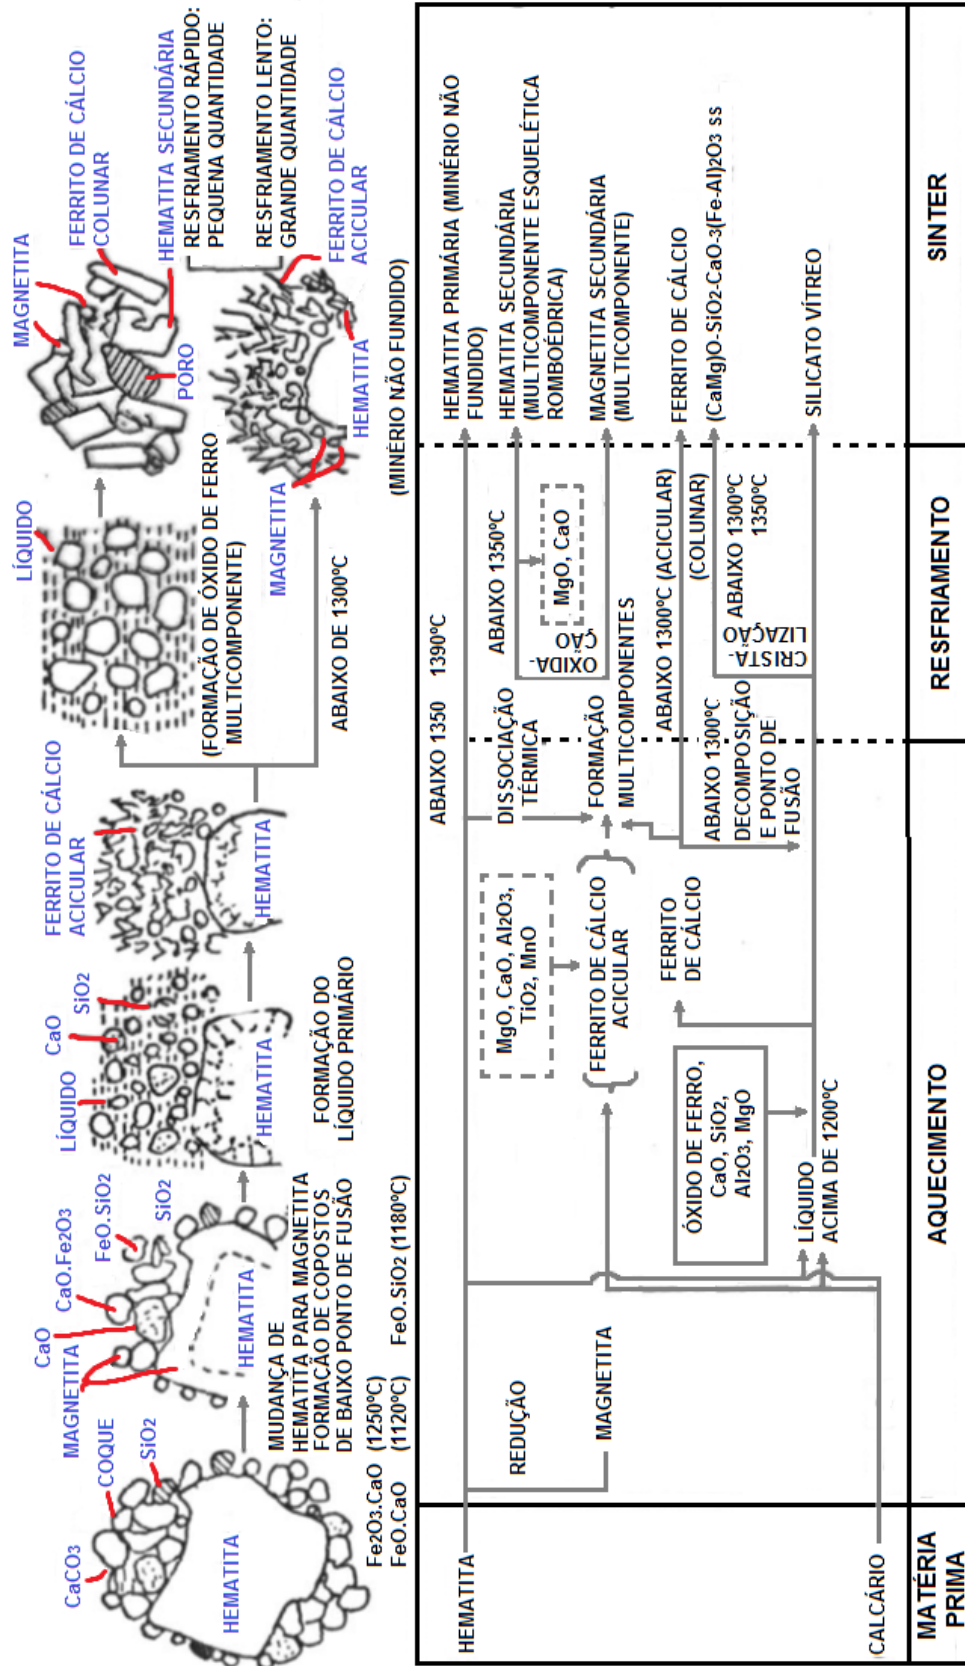 CaCO3
COQUE
SiO2
HEMATITA
MAGNETITA
CaO
CaO.Fe2O3
FeO.SiO2
SiO2
HEMATITA
MUDANÇA DE
HEMATITA PARA MAGNETITA
FORMAÇÃO DE COPOSTOS
DE BAIXO PONTO DE FUSÃO
Fe2O3.CaO (1250ºC)
FeO.CaO (1120ºC)
FeO.SiO2 (1180ºC)
LÍQUIDO
CaO
SiO2
HEMATITA
FORMAÇÃO DO
LÍQUIDO PRIMÁRIO
FERRITO DE CÁLCIO
ACICULAR
HEMATITA
LÍQUIDO
(FORMAÇÃO DE ÓXIDO DE FERRO
MULTICOMPONENTE)
ABAIXO DE 1300ºC
MAGNETITA
FERRITO DE CÁLCIO
COLUNAR
HEMATITA SECUNDÁRIA
PORO
RESFRIAMENTO RÁPIDO:
PEQUENA QUANTIDADE
RESFRIAMENTO LENTO:
GRANDE QUANTIDADE
FERRITO DE CÁLCIO
ACICULAR
MAGNETITA
HEMATITA
(MINÉRIO NÃO FUNDIDO)
HEMATITA
CALCÁRIO
REDUÇÃO
MAGNETITA
LÍQUIDO
ACIMA DE 1200ºC
ÓXIDO DE FERRO,
CaO, SiO2,
Al2O3, MgO
MgO, CaO, Al2O3,
TiO2, MnO
FERRITO DE CÁLCIO
ACICULAR
FERRITO
DE CÁLCIO
ABAIXO 1350 1390ºC
DISSOCIAÇÃO
TÉRMICA
FORMAÇÃO
MULTICOMPONENTES
ABAIXO 1300ºC
DECOMPOSIÇÃO
E PONTO DE
FUSÃO
ABAIXO 1350ºC
MgO, CaO
OXIDA-
ÇÃO
ABAIXO 1300ºC (ACICULAR)
(COLUNAR)
ABAIXO 1300ºC
1350ºC
CRISTA-
LIZAÇÃO
HEMATITA PRIMÁRIA (MINÉRIO NÃO
FUNDIDO)
HEMATITA SECUNDÁRIA
(MULTICOMPONENTE ESQUELÉTICA
ROMBOÉDRICA)
MAGNETITA SECUNDÁRIA
(MULTICOMPONENTE)
FERRITO DE CÁLCIO
(CaMg)O-SiO2-CaO-3(Fe-Al)2O3 ss
SILICATO VÍTREO
MATÉRIA
PRIMA
AQUECIMENTO
RESFRIAMENTO
SINTER